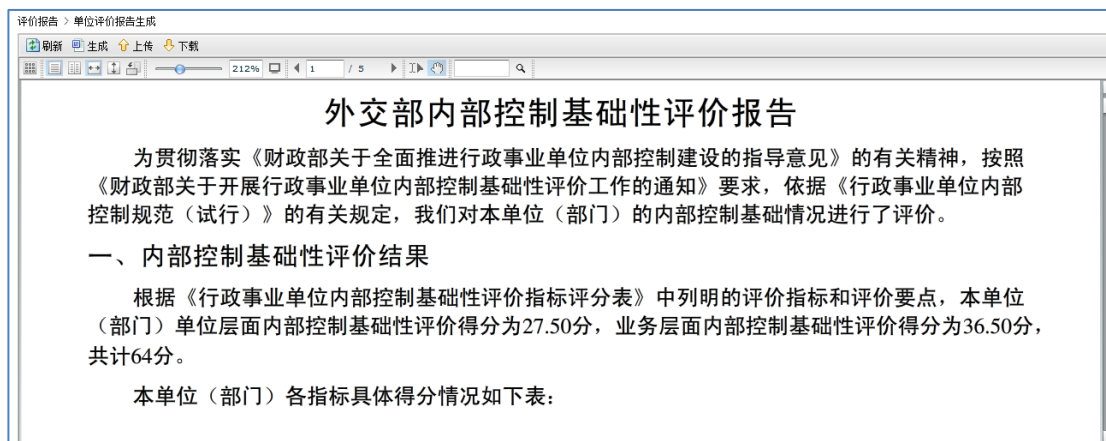 评价报告 > 单位评价报告生成
刷新 生成 上传 下载
212% 1 / 5
外交部内部控制基础性评价报告
为贯彻落实《财政部关于全面推进行政事业单位内部控制建设的指导意见》的有关精神，按照
《财政部关于开展行政事业单位内部控制基础性评价工作的通知》要求，依据《行政事业单位内部
控制规范（试行）》的有关规定，我们对本单位（部门）的内部控制基础情况进行了评价。
一、内部控制基础性评价结果
根据《行政事业单位内部控制基础性评价指标评分表》中列明的评价指标和评价要点，本单位
（部门）单位层面内部控制基础性评价得分为27.50分，业务层面内部控制基础性评价得分为36.50分，
共计64分。
本单位（部门）各指标具体得分情况如下表：